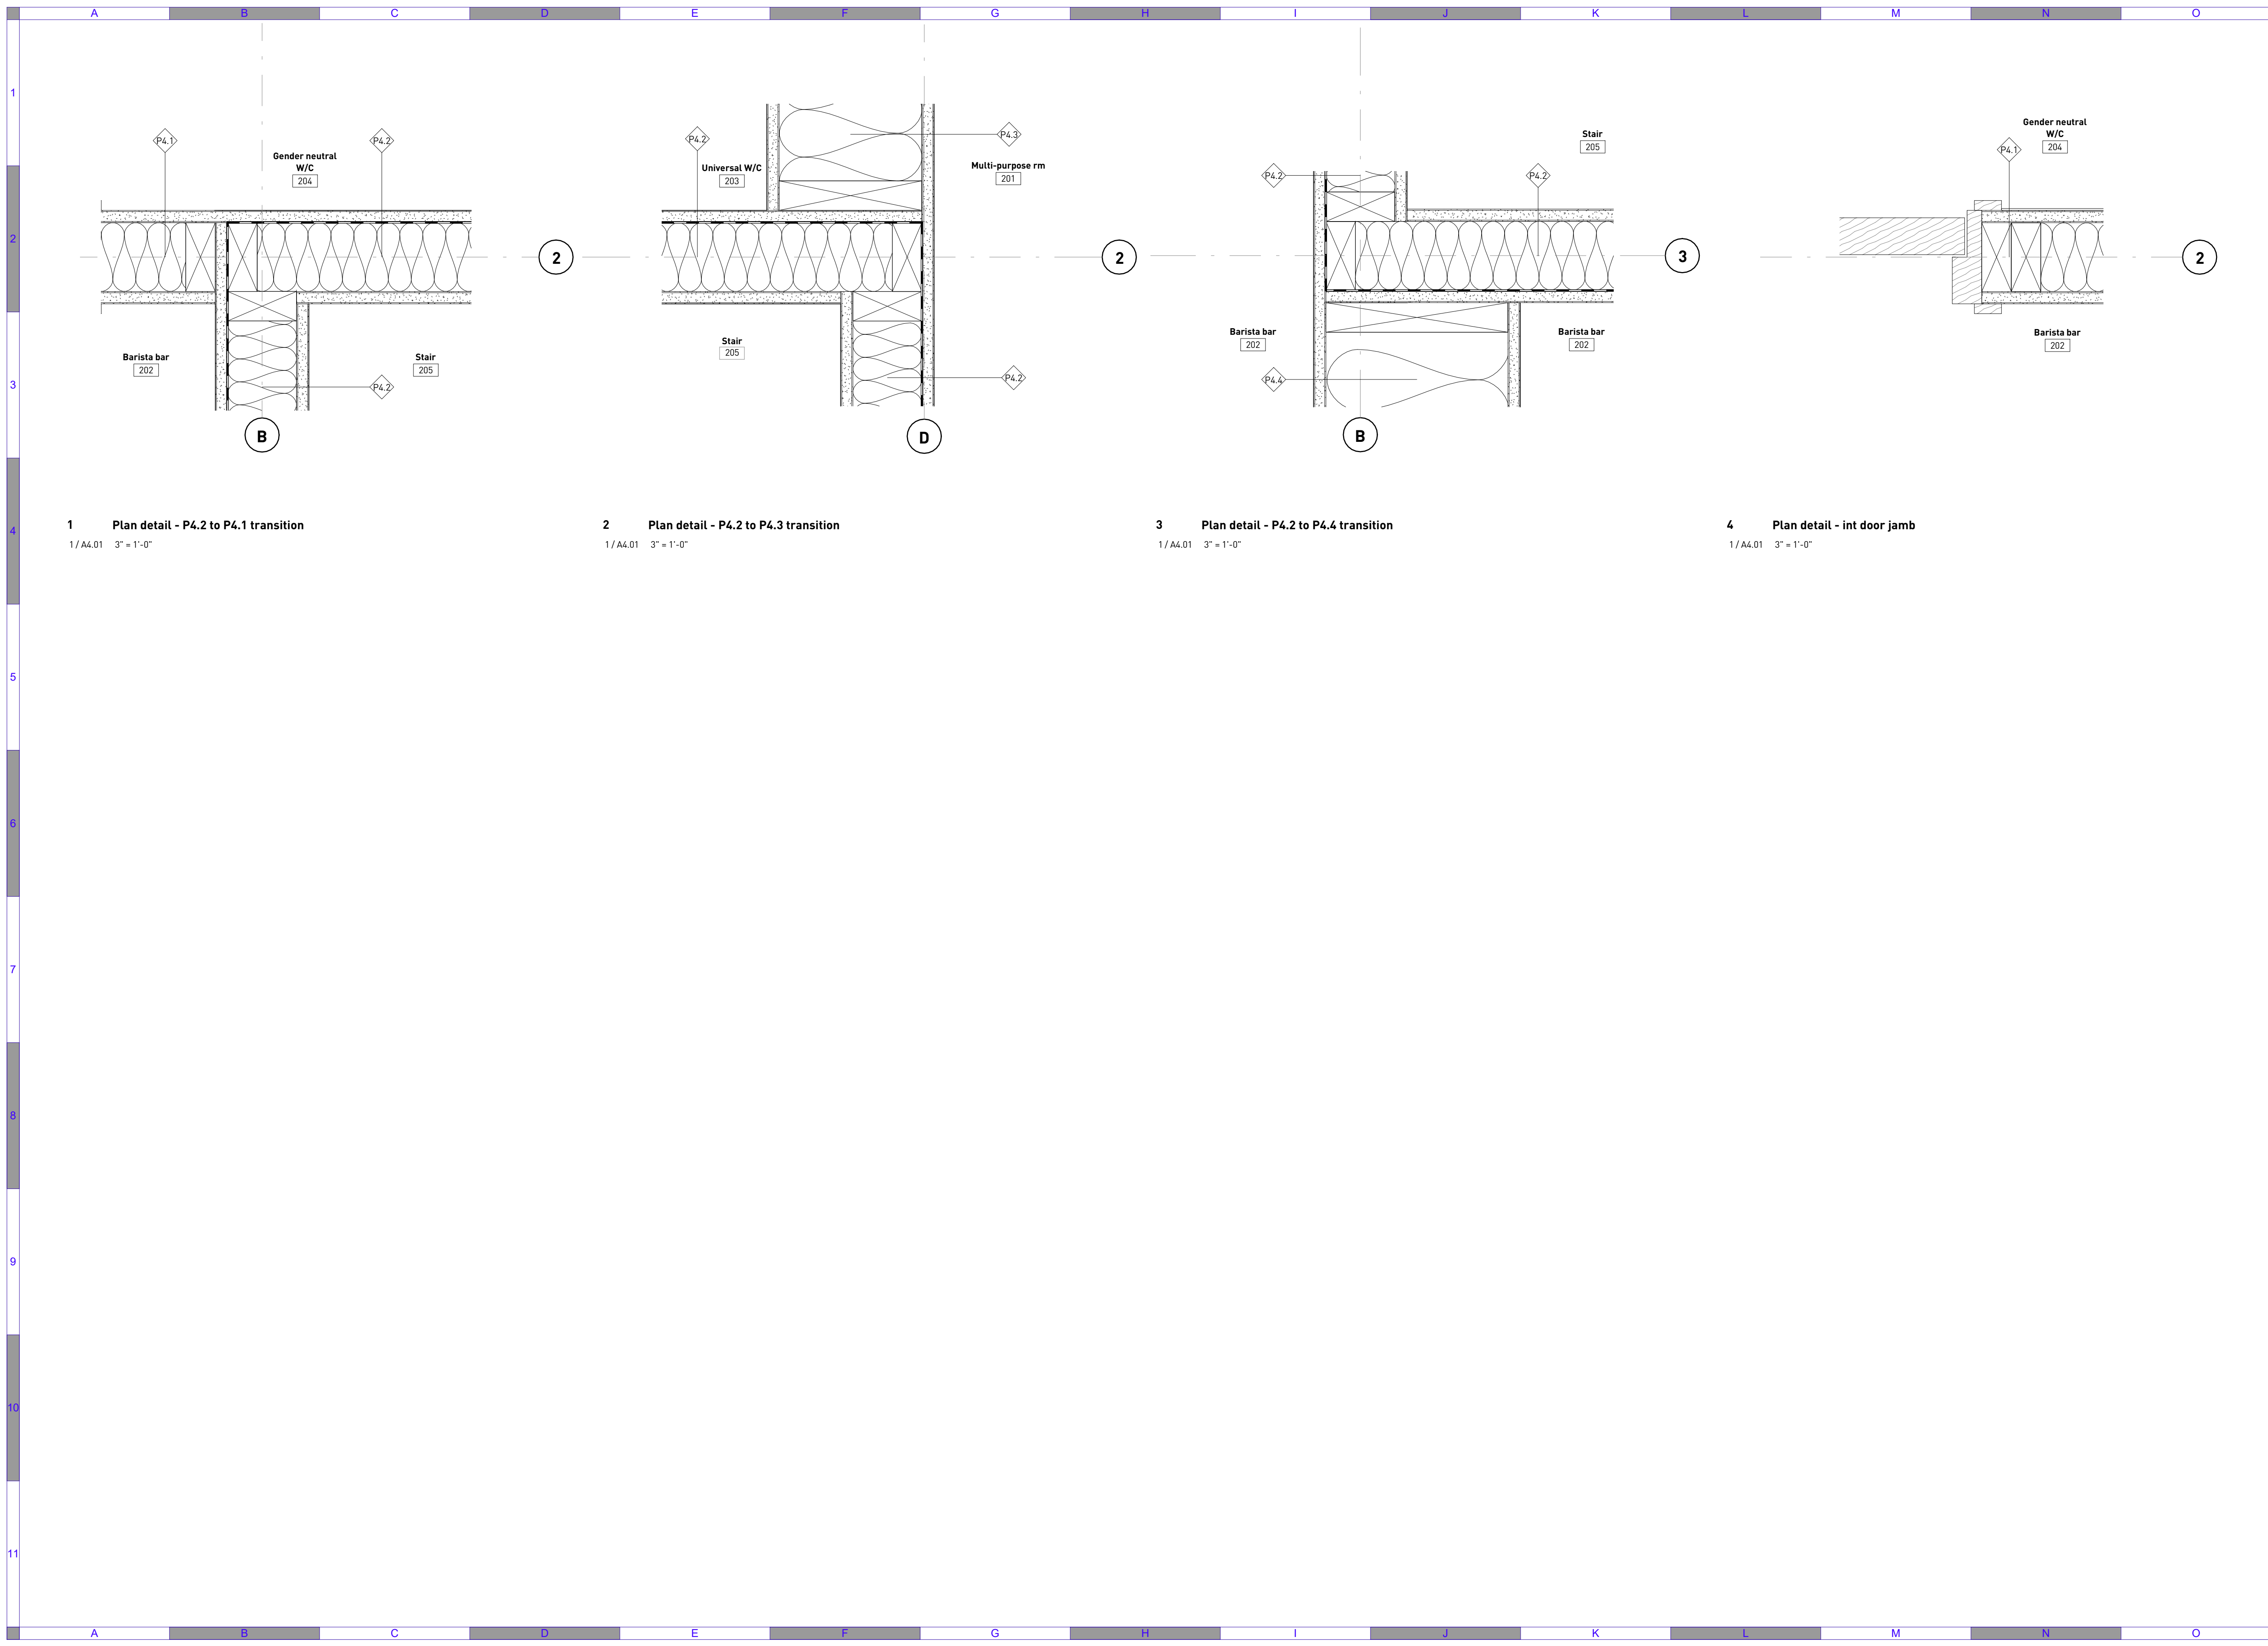 A B C D E F G H I J K L M N O
1
2
3
4
5
6
7
8
9
10
11
P4.1
P4.2
Gender neutral
W/C
204
Barista bar
202
Stair
205
P4.2
2
B
1 Plan detail - P4.2 to P4.1 transition
1 / A4.01 3" = 1'-0"
P4.2
Universal W/C
203
P4.3
Multi-purpose rm
201
Stair
205
P4.2
2
D
2 Plan detail - P4.2 to P4.3 transition
1 / A4.01 3" = 1'-0"
P4.2
P4.2
Stair
205
Barista bar
202
Barista bar
202
P4.4
3
B
3 Plan detail - P4.2 to P4.4 transition
1 / A4.01 3" = 1'-0"
Gender neutral
W/C
204
P4.1
Barista bar
202
2
4 Plan detail - int door jamb
1 / A4.01 3" = 1'-0"
A B C D E F G H I J K L M N O